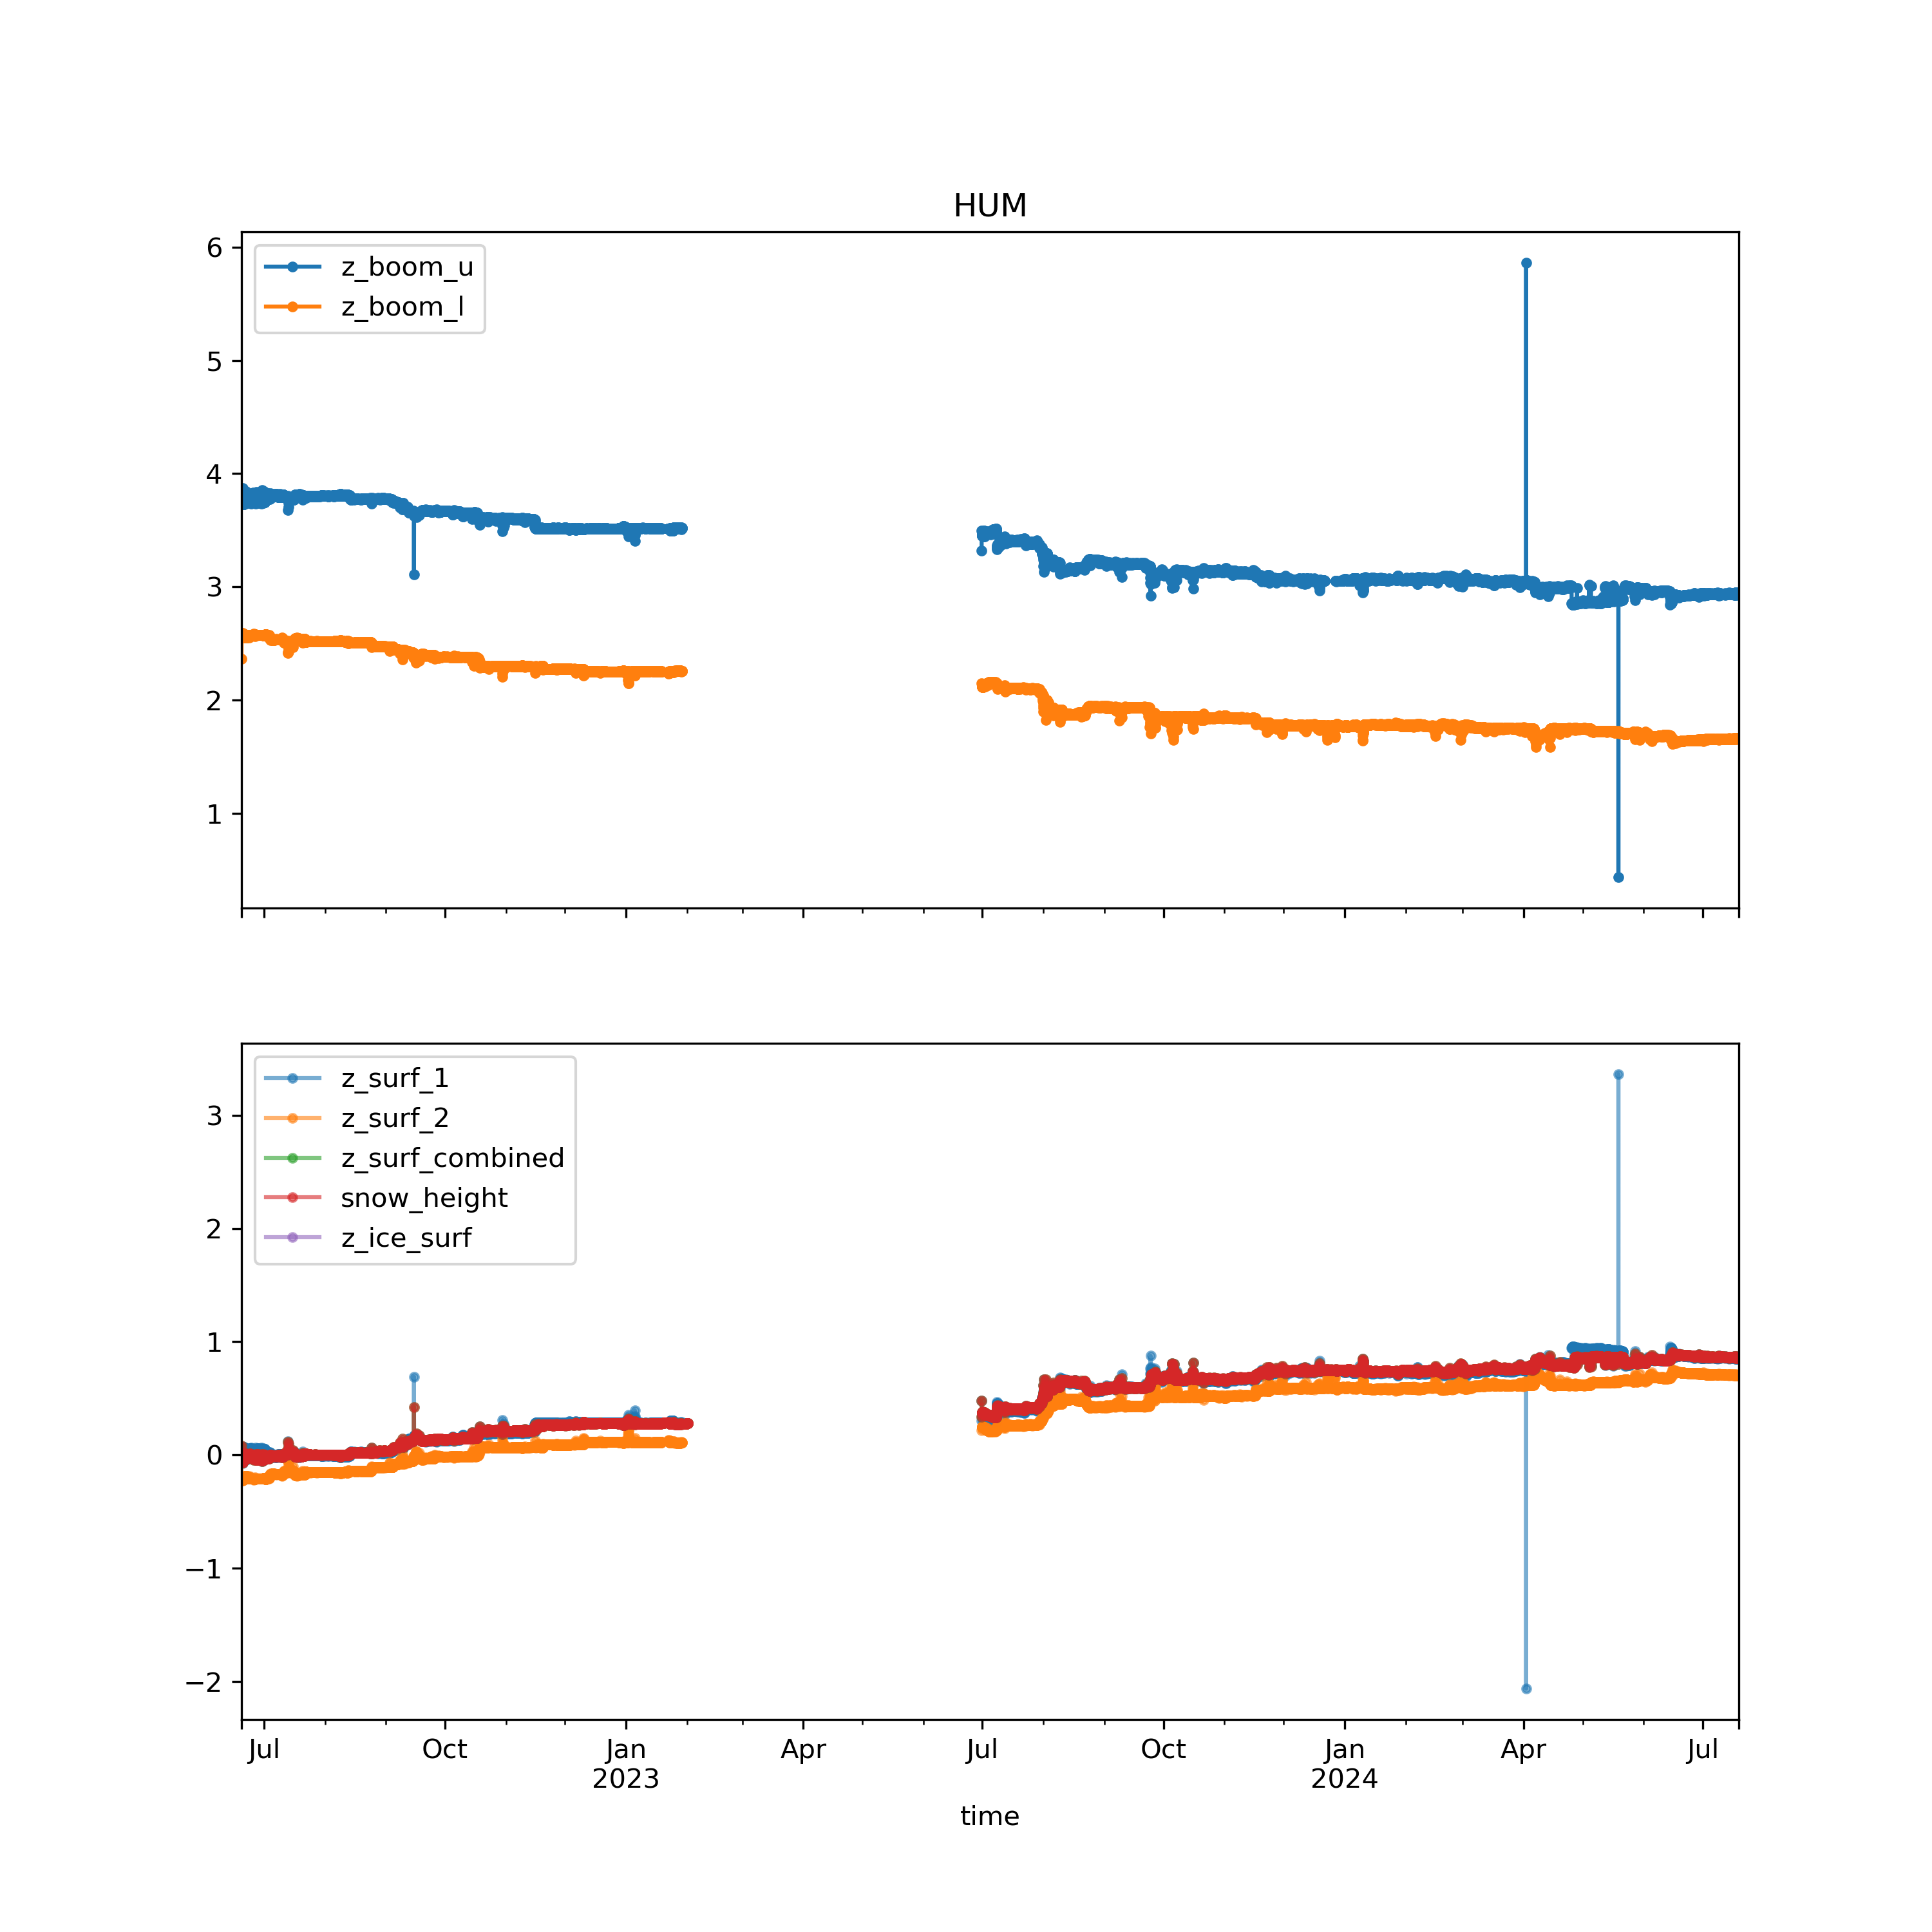 HUM
6
5
4
3
2
1
z_boom_u
z_boom_l
3
2
1
0
−1
−2
z_surf_1
z_surf_2
z_surf_combined
snow_height
z_ice_surf
Jul Oct Jan Apr Jul Oct Jan Apr Jul
2023 2024
time